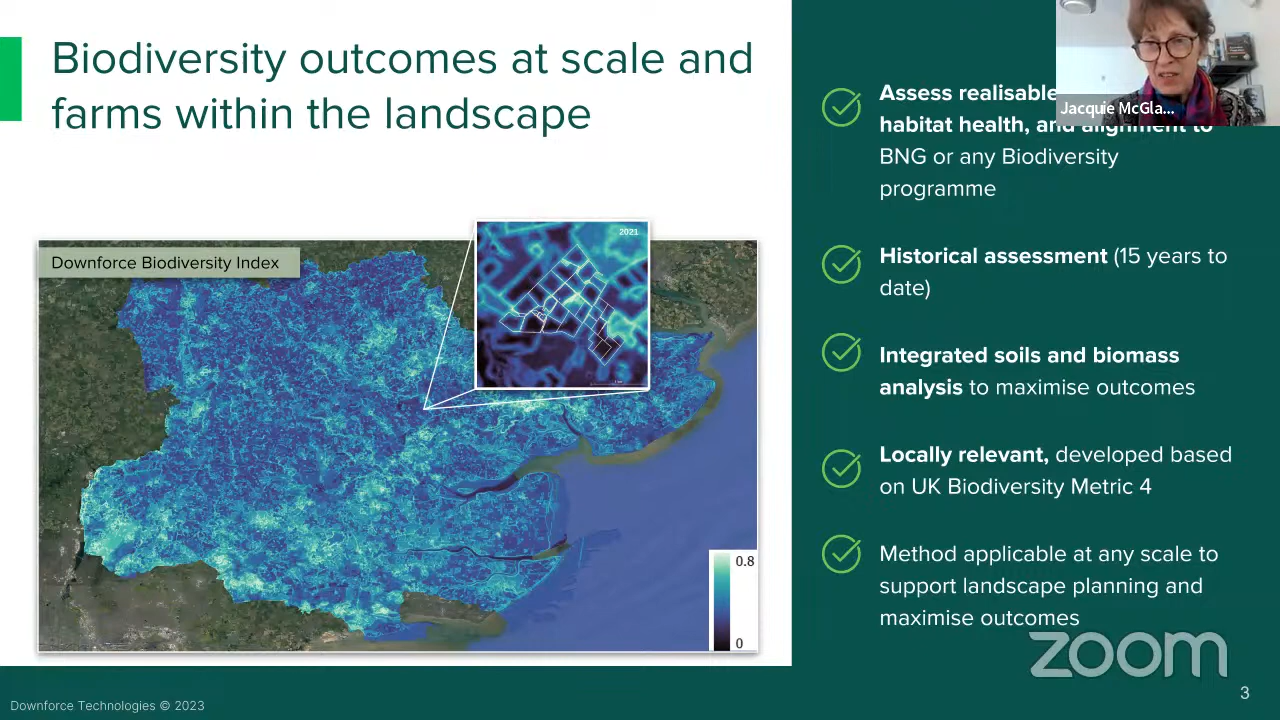 Biodiversity outcomes at scale and
farms within the landscape
Downforce Biodiversity Index
2021
0.8
0
Assess realisable
habitat health, and alignment to
BNG or any Biodiversity
programme
Historical assessment (15 years to
date)
Integrated soils and biomass
analysis to maximise outcomes
Locally relevant, developed based
on UK Biodiversity Metric 4
Method applicable at any scale to
support landscape planning and
maximise outcomes
Jacquie McGla...
zoom
Downforce Technologies © 2023
3